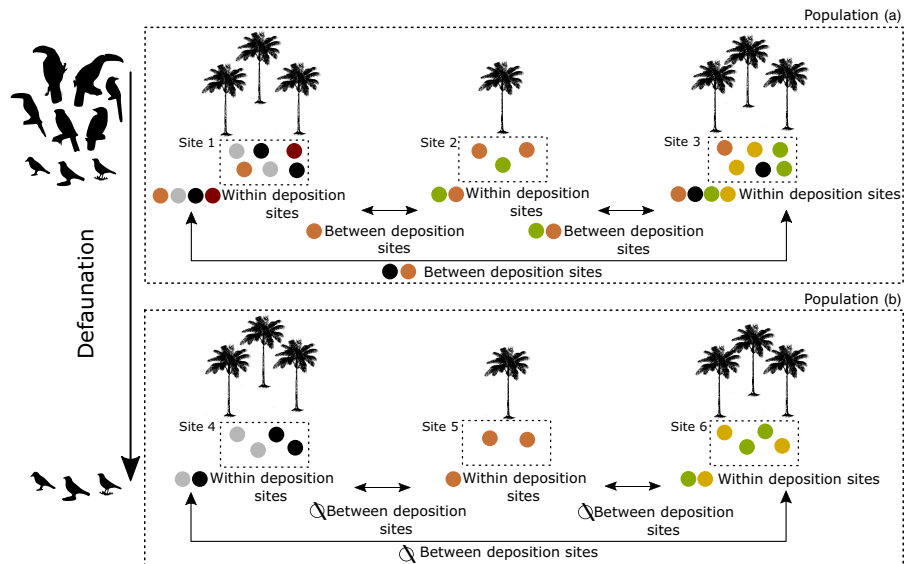 Population (a)
Defaunation
Site 1
Site 2
Site 3
Within deposition
sites
Within deposition
sites
Within deposition sites
Between deposition
sites
Between deposition
sites
Between deposition sites
Population (b)
Site 4
Site 5
Site 6
Within deposition
sites
Within deposition
sites
Within deposition sites
Between deposition
sites
Between deposition
sites
Between deposition sites